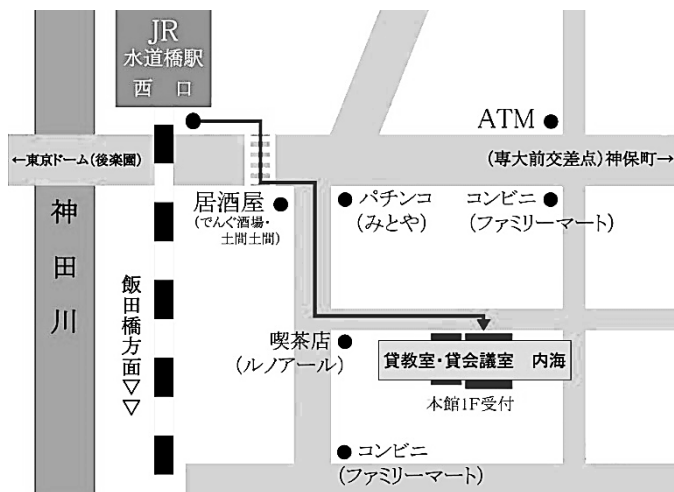 JR
水道橋駅
西 口
ATM
←東京ドーム(後楽園)
(専大前交差点)神保町→
居酒屋
(でんぐ酒場・
土間土間)
パチンコ
(みとや)
コンビニ
(ファミリーマート)
神田川
飯田橋方面▽▽
喫茶店
(ルノアール)
貸教室・貸会議室 内海
本館1F受付
コンビニ
(ファミリーマート)